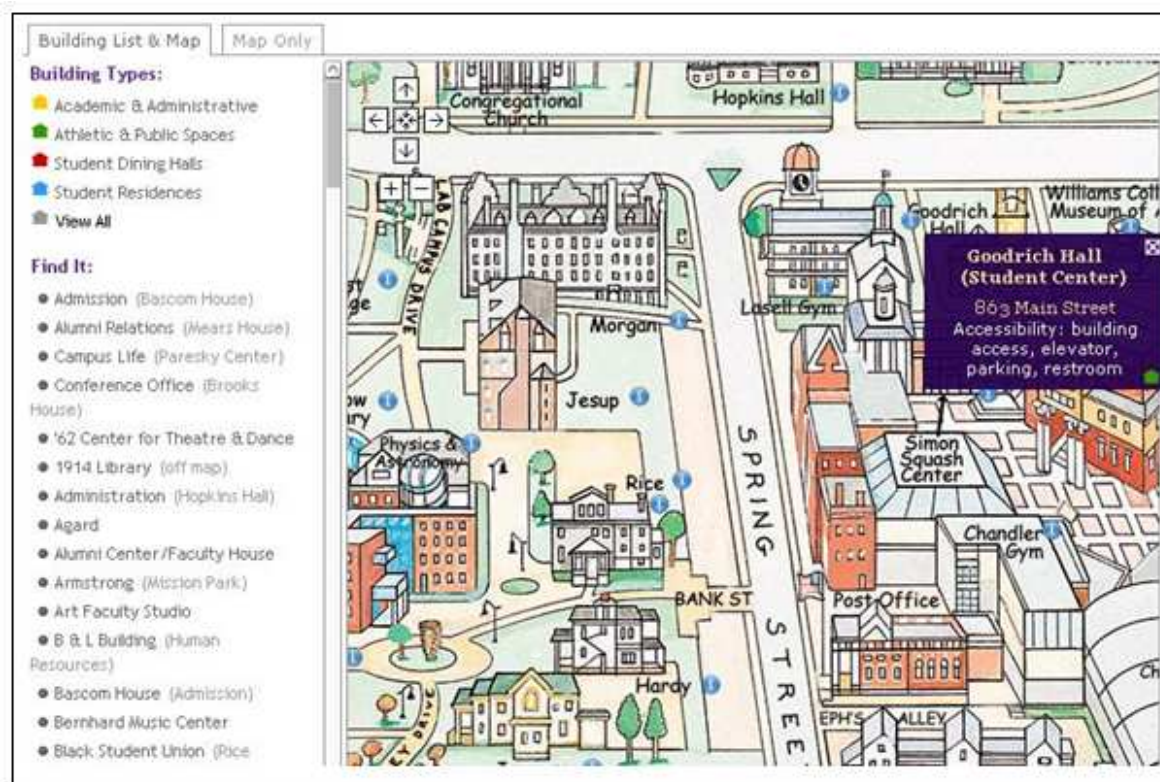 Building List & Map
Map Only
Building Types:
Academic & Administrative
Athletic & Public Spaces
Student Dining Halls
Student Residences
View All
Find It:
Admission (Bascom House)
Alumni Relations (Mears House)
Campus Life (Paresky Center)
Conference Office (Brooks
House)
'62 Center for Theatre & Dance
1914 Library (off map)
Administration (Hopkins Hall)
Agard
Alumni Center/Faculty House
Armstrong (Mission Park)
Art Faculty Studio
B & L Building (Human
Resources)
Bascom House (Admission)
Bernhard Music Center
Black Student Union (Rice
Congregational
Church
Hopkins Hall
LAB CAMPUS DRIVE
Goodrich
Hall
Williams Coll
Museum of A
Goodrich Hall
(Student Center)
863 Main Street
Accessibility: building
access, elevator,
parking, restroom
Lasell Gym
Morgan
Jesup
SPRING STREE
Simon
Squash
Center
Physics &
Astronomy
Rice
Chandler
Gym
BANK ST
Post Office
Hardy
EPH'S ALLEY